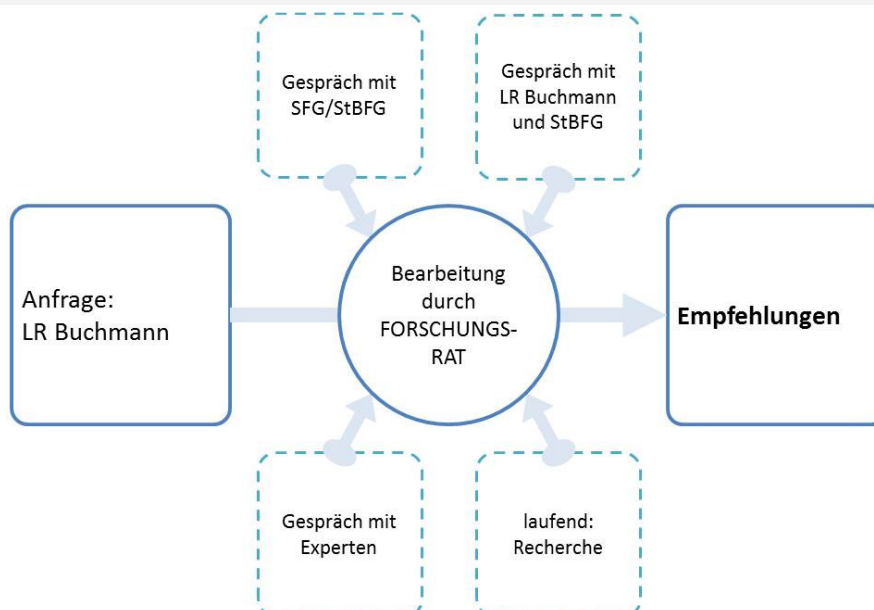 Gespräch mit
SFG/StBFG
Gespräch mit
LR Buchmann
und StBFG
Anfrage:
LR Buchmann
Bearbeitung
durch
FORSCHUNGS-
RAT
Empfehlungen
Gespräch mit
Experten
laufend:
Recherche